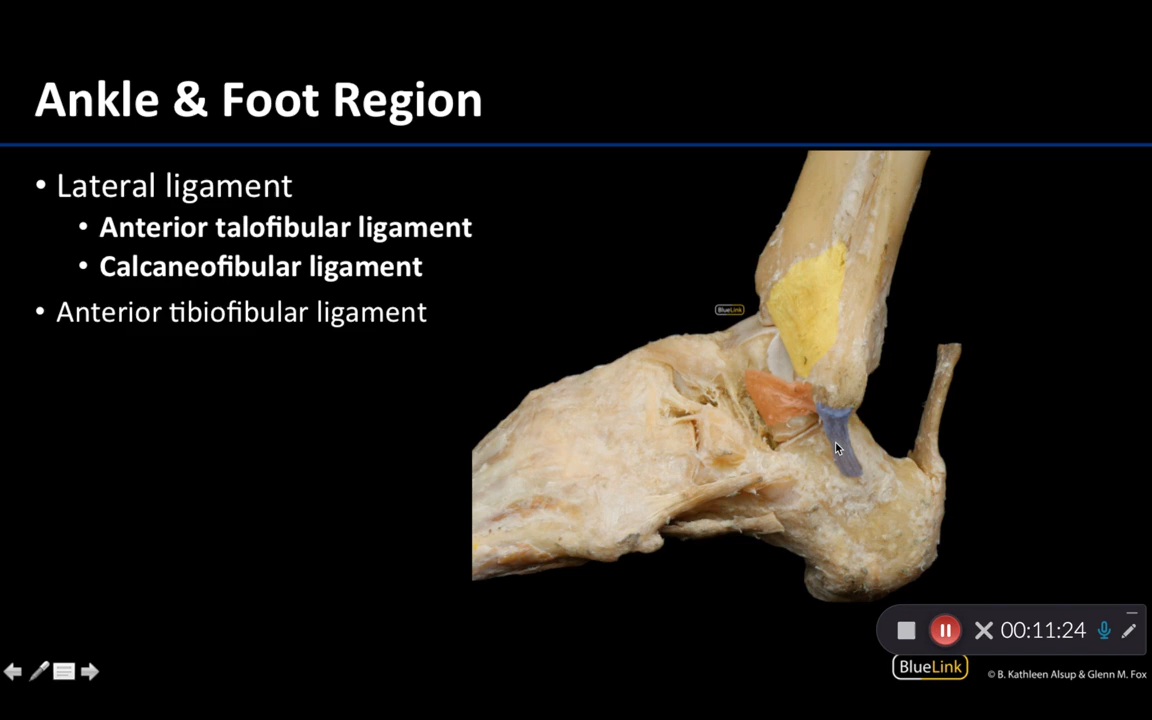 Ankle & Foot Region
• Lateral ligament
• Anterior talofibular ligament
• Calcaneofibular ligament
• Anterior tibiofibular ligament
BlueLink
00:11:24
BlueLink
© B. Kathleen Alsup & Glenn M. Fox